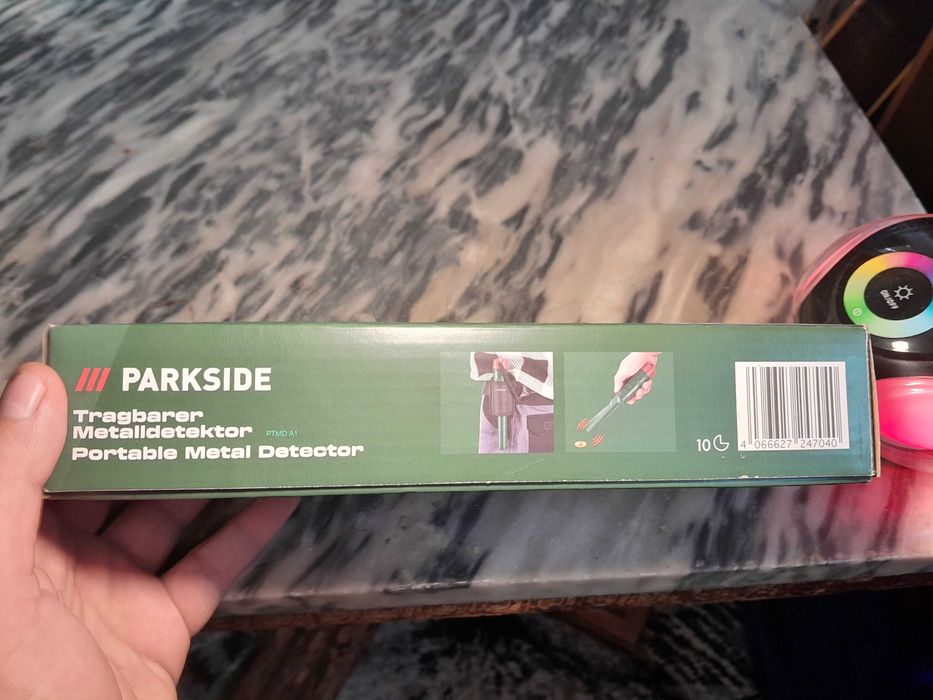 PARKSIDE
Tragbarer
Metalldetektor PTMD A1
Portable Metal Detector
10
4 066627 247040
ON/OFF